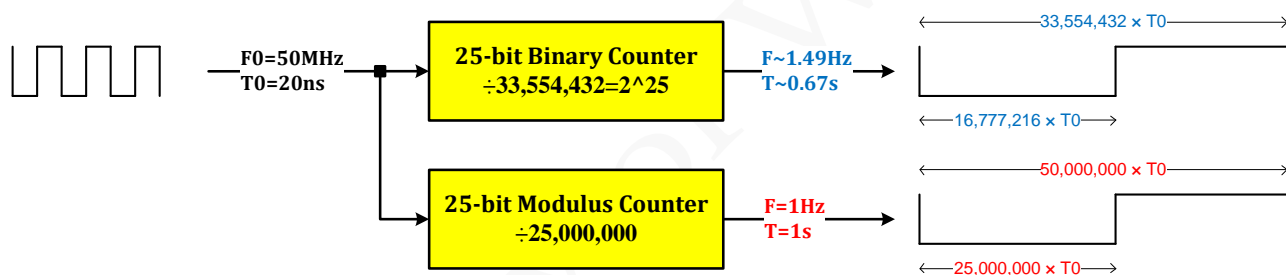 33,554,432 × T0
F0=50MHz
T0=20ns
25-bit Binary Counter
÷33,554,432=2^25
F~1.49Hz
T~0.67s
16,777,216 × T0
50,000,000 × T0
25-bit Modulus Counter
÷25,000,000
F=1Hz
T=1s
25,000,000 × T0